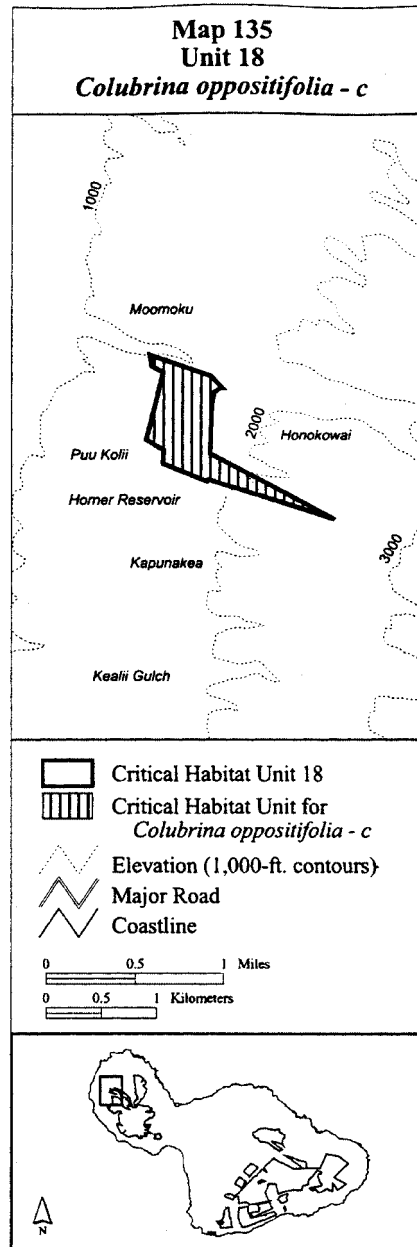 Map 135
Unit 18
Colubrina oppositifolia - c
1000
Moomoku
2000
Honokowai
Puu Kolii
Horner Reservoir
3000
Kapunakea
Kealii Gulch
Critical Habitat Unit 18
Critical Habitat Unit for
Colubrina oppositifolia - c
Elevation (1,000-ft. contours)
Major Road
Coastline
0 0.5 1 Miles
0 0.5 1 Kilometers
N